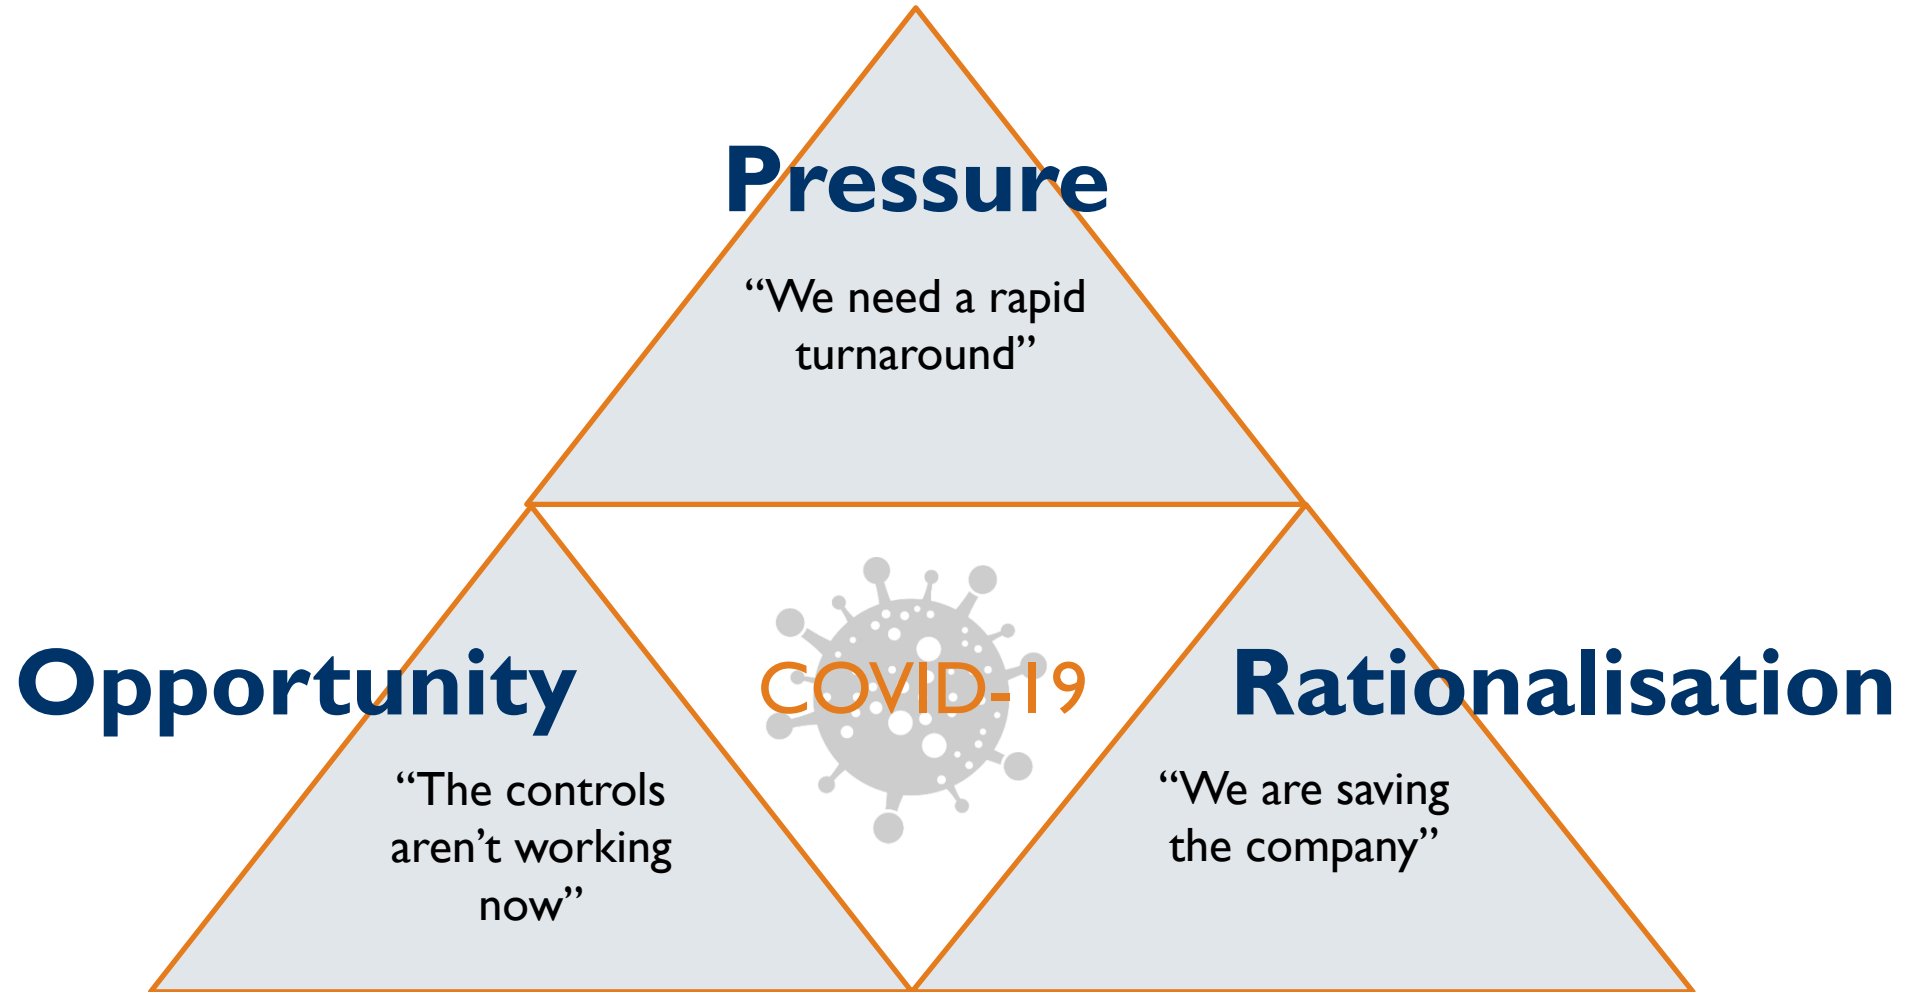 Pressure
“We need a rapid
turnaround”
Opportunity
“The controls
aren’t working
now”
COVID-19
Rationalisation
“We are saving
the company”